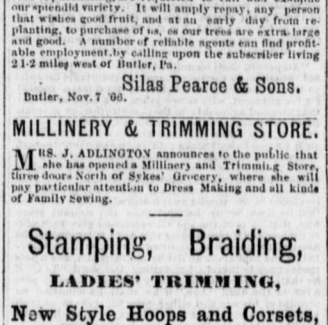 our splendid variety. It will amply repay, any person
that wishes good fruit, and at an early day from re-
planting, to purchase of us, as our trees are extra large
and good. A number of reliable agents can find profit-
able employment, by calling upon the subscriber living
2 1-2 miles west of Butler, Pa.
Silas Pearce & Sons.
Butler, Nov. 7 '66.
MILLINERY & TRIMMING STORE.
MRS. J. ADLINGTON announces to the public that
she has opened a Millinery and Trimming Store,
three doors North of Sykes' Grocery, where she will
pay particular attention to Dress Making and all kinds
of Family Sewing.
Stamping, Braiding,
LADIES' TRIMMING,
New Style Hoops and Corsets,